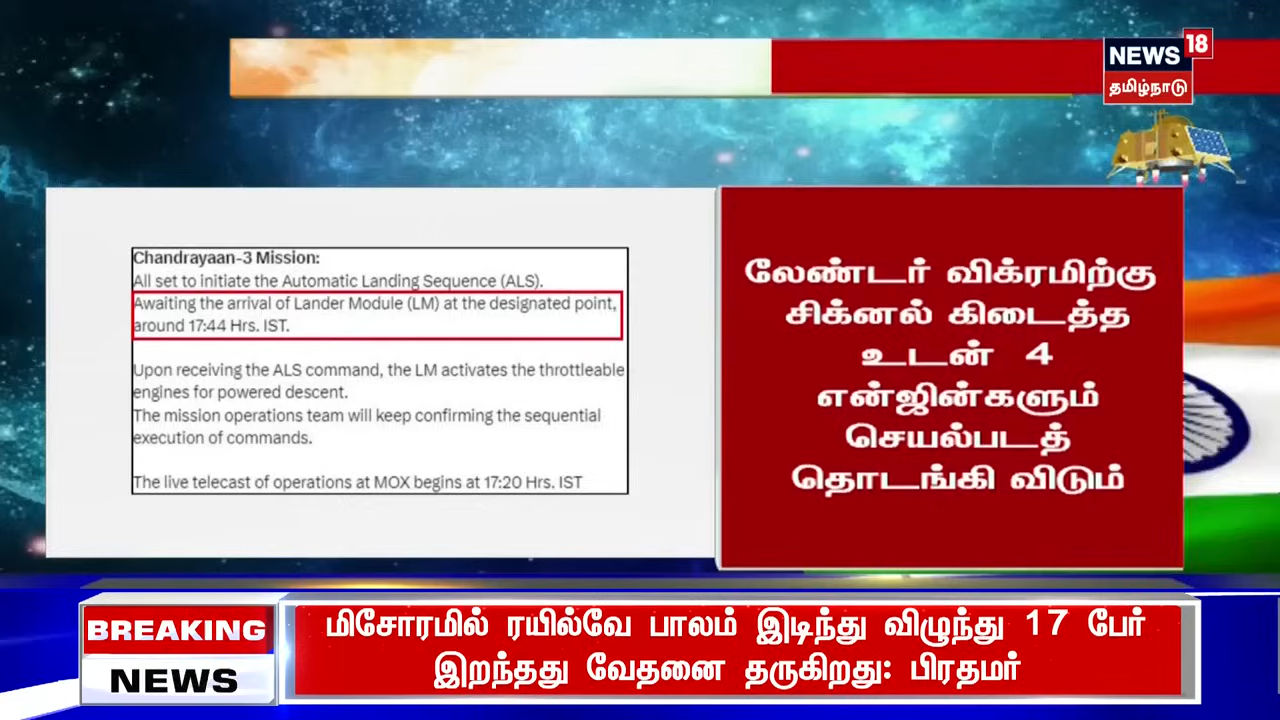 NEWS 18
தமிழ்நாடு
Chandrayaan-3 Mission:
All set to initiate the Automatic Landing Sequence (ALS).
Awaiting the arrival of Lander Module (LM) at the designated point,
around 17:44 Hrs. IST.
Upon receiving the ALS command, the LM activates the throttleable
engines for powered descent.
The mission operations team will keep confirming the sequential
execution of commands.
The live telecast of operations at MOX begins at 17:20 Hrs. IST
லேண்டர் விக்ரமிற்கு
சிக்னல் கிடைத்த
உடன் 4
என்ஜின்களும்
செயல்படத்
தொடங்கி விடும்
BREAKING
NEWS
மிசோரமில் ரயில்வே பாலம் இடிந்து விழுந்து 17 பேர்
இறந்தது வேதனை தருகிறது: பிரதமர்